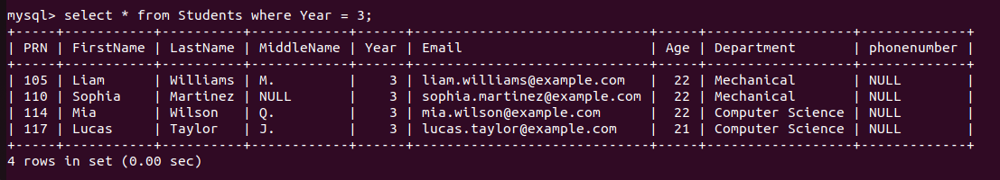 mysql> select * from Students where Year = 3;
+-----+-----------+----------+------------+------+-----------------------------+-----+------------------+-------------+
| PRN | FirstName | LastName | MiddleName | Year | Email                       | Age | Department       | phonenumber |
+-----+-----------+----------+------------+------+-----------------------------+-----+------------------+-------------+
| 105 | Liam      | Williams | M.         |    3 | liam.williams@example.com   |  22 | Mechanical       | NULL        |
| 110 | Sophia    | Martinez | NULL       |    3 | sophia.martinez@example.com |  22 | Mechanical       | NULL        |
| 114 | Mia       | Wilson   | Q.         |    3 | mia.wilson@example.com      |  22 | Computer Science | NULL        |
| 117 | Lucas     | Taylor   | J.         |    3 | lucas.taylor@example.com    |  21 | Computer Science | NULL        |
+-----+-----------+----------+------------+------+-----------------------------+-----+------------------+-------------+
4 rows in set (0.00 sec)